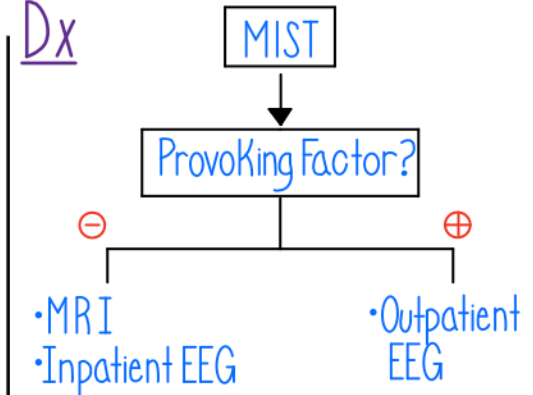 Dx
MIST
Provoking Factor?
⊖
⊕
•MRI
•Inpatient EEG
•Outpatient
EEG